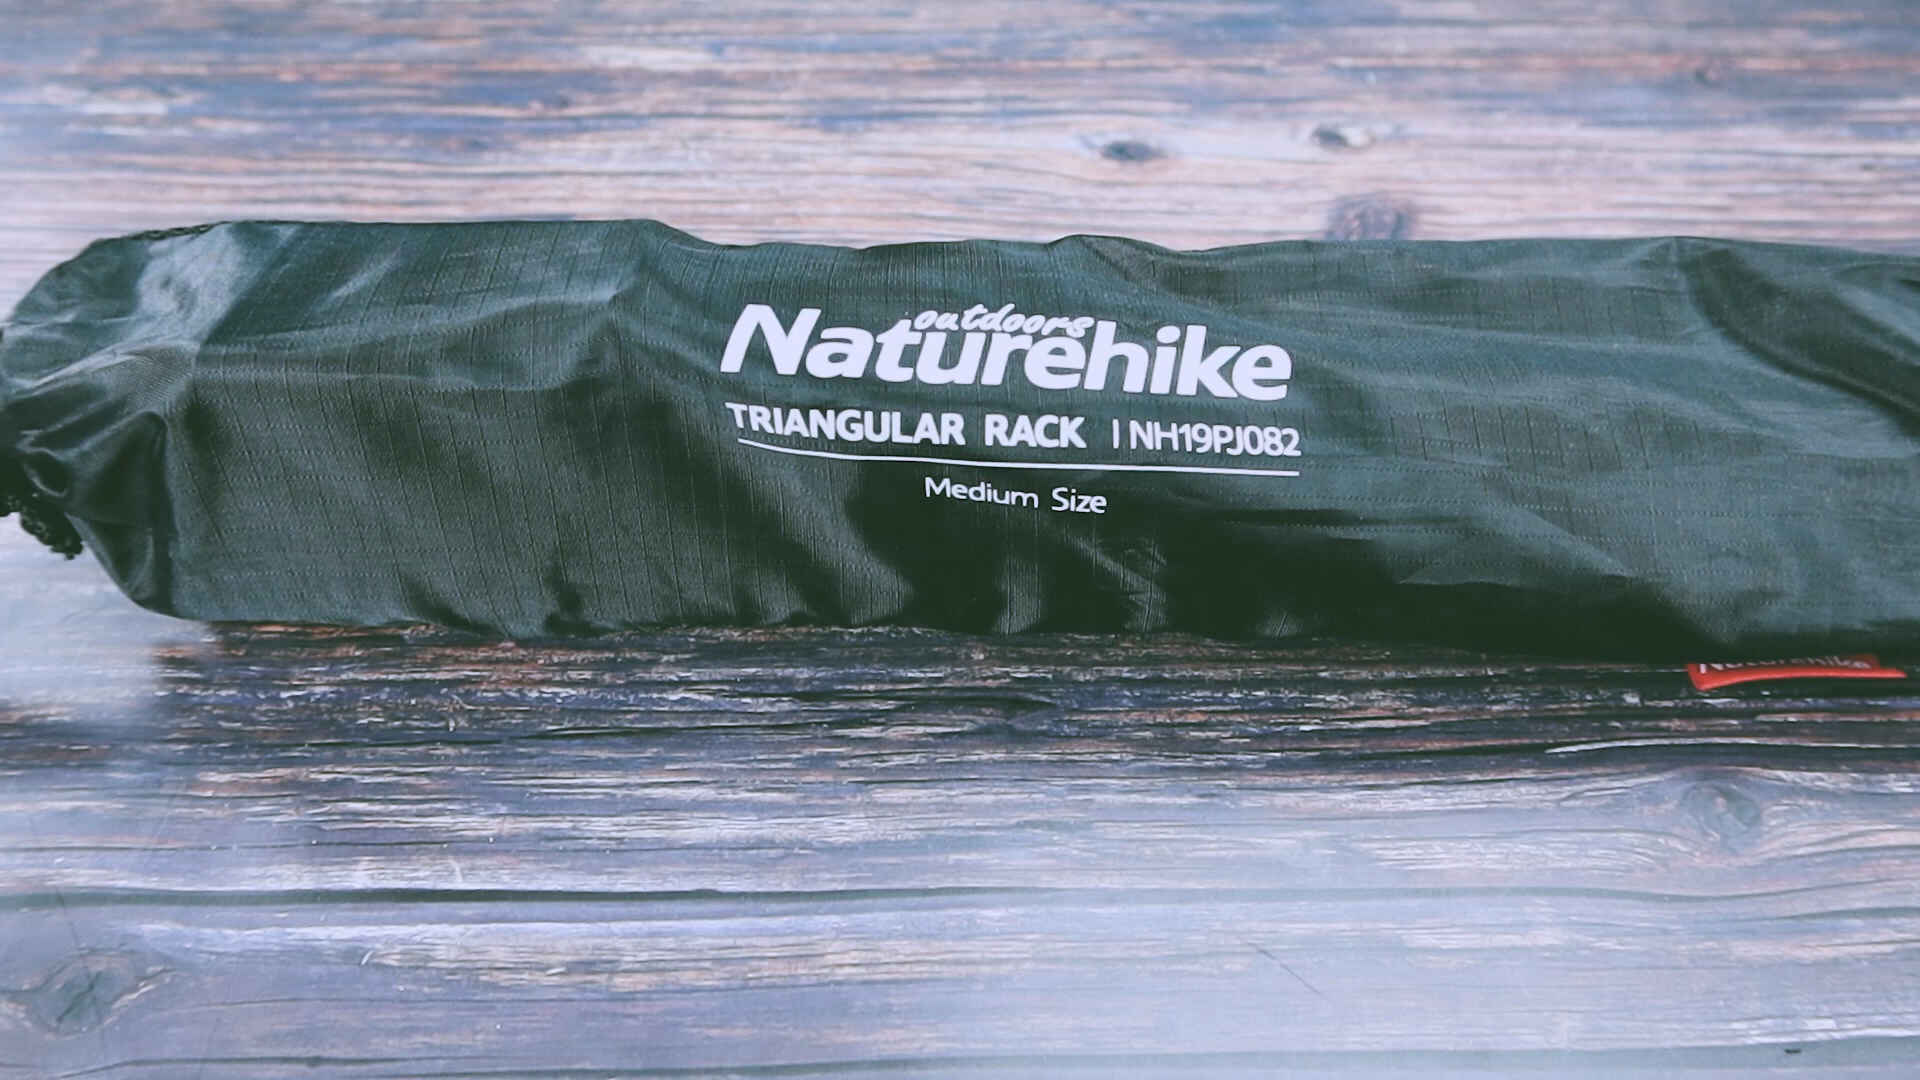 outdoors
Naturehike
TRIANGULAR RACK | NH19PJ082
Medium Size
Naturehike